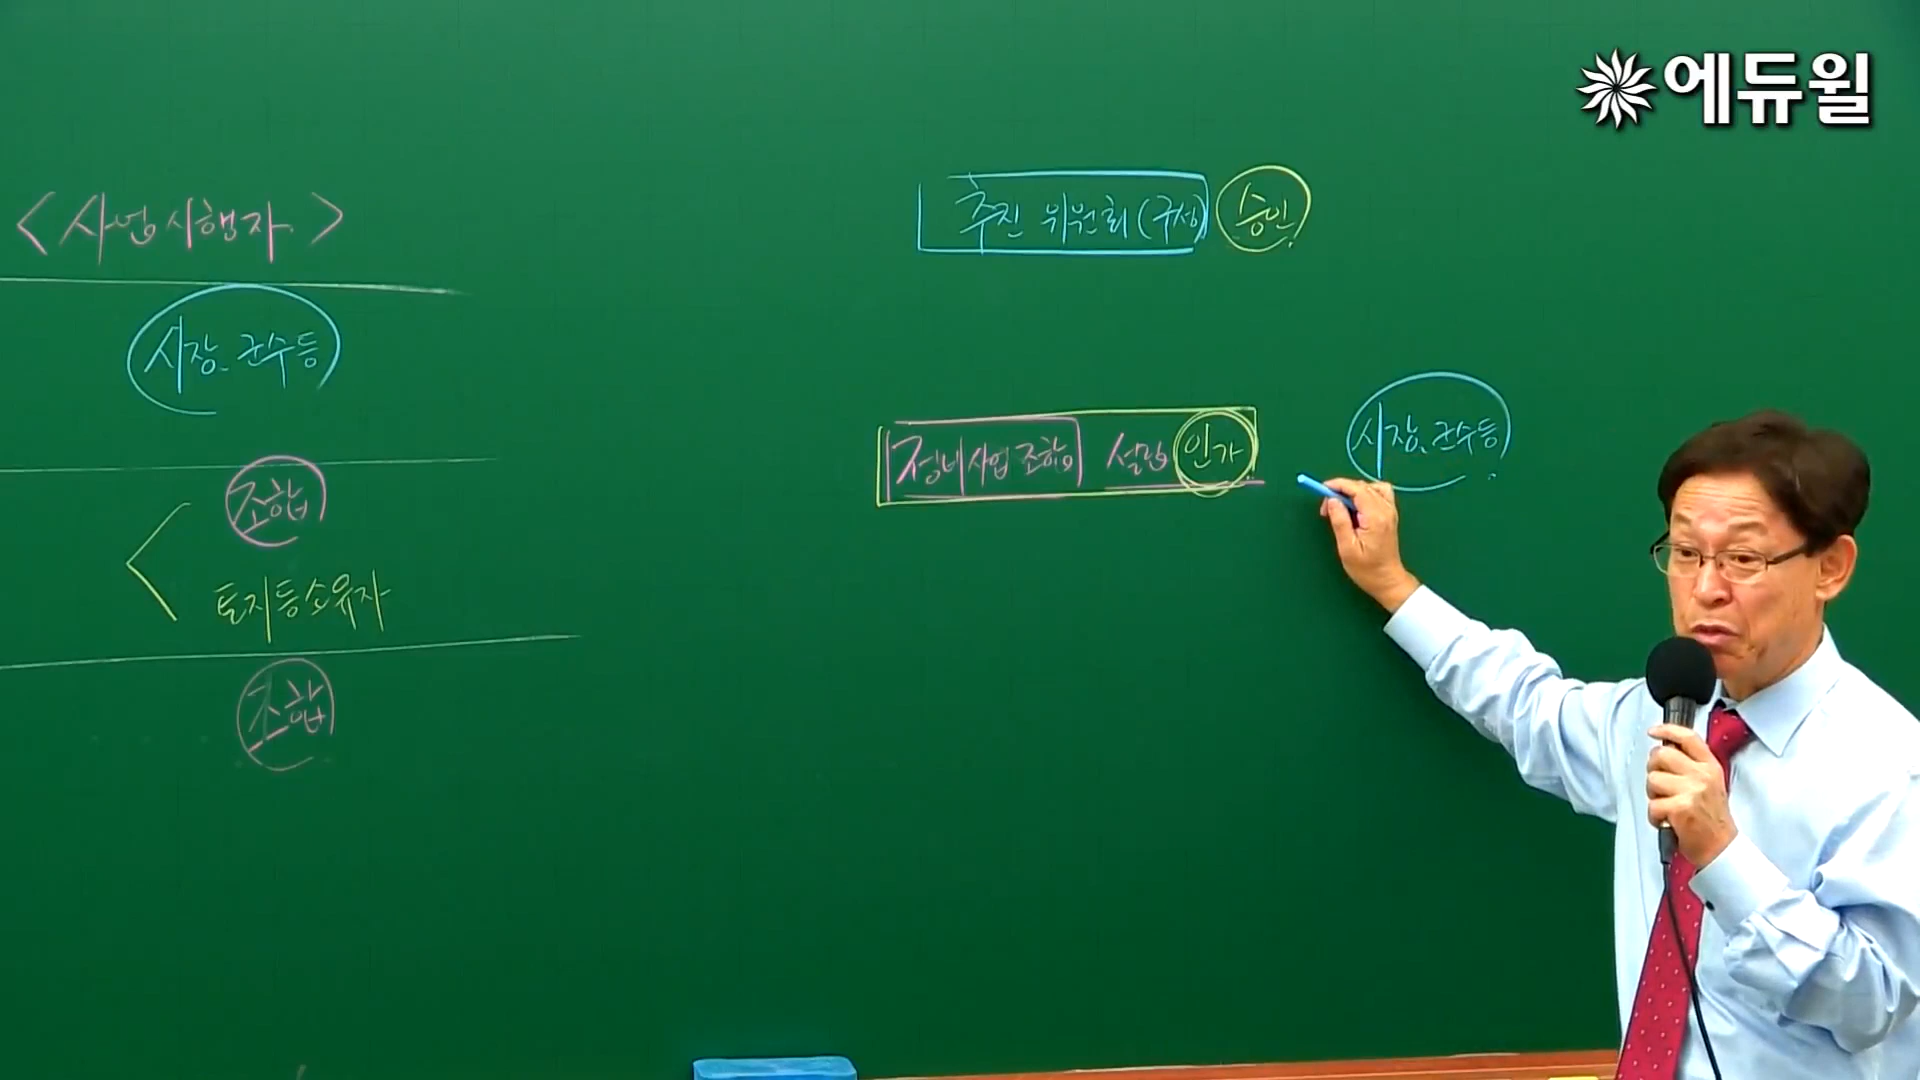 에듀윌
<사업시행자.>
시장.군수등
조합
토지등소유자
조합
추진위원회(구성) 승인.
정비사업조합 설립 인가.
시장.군수등.